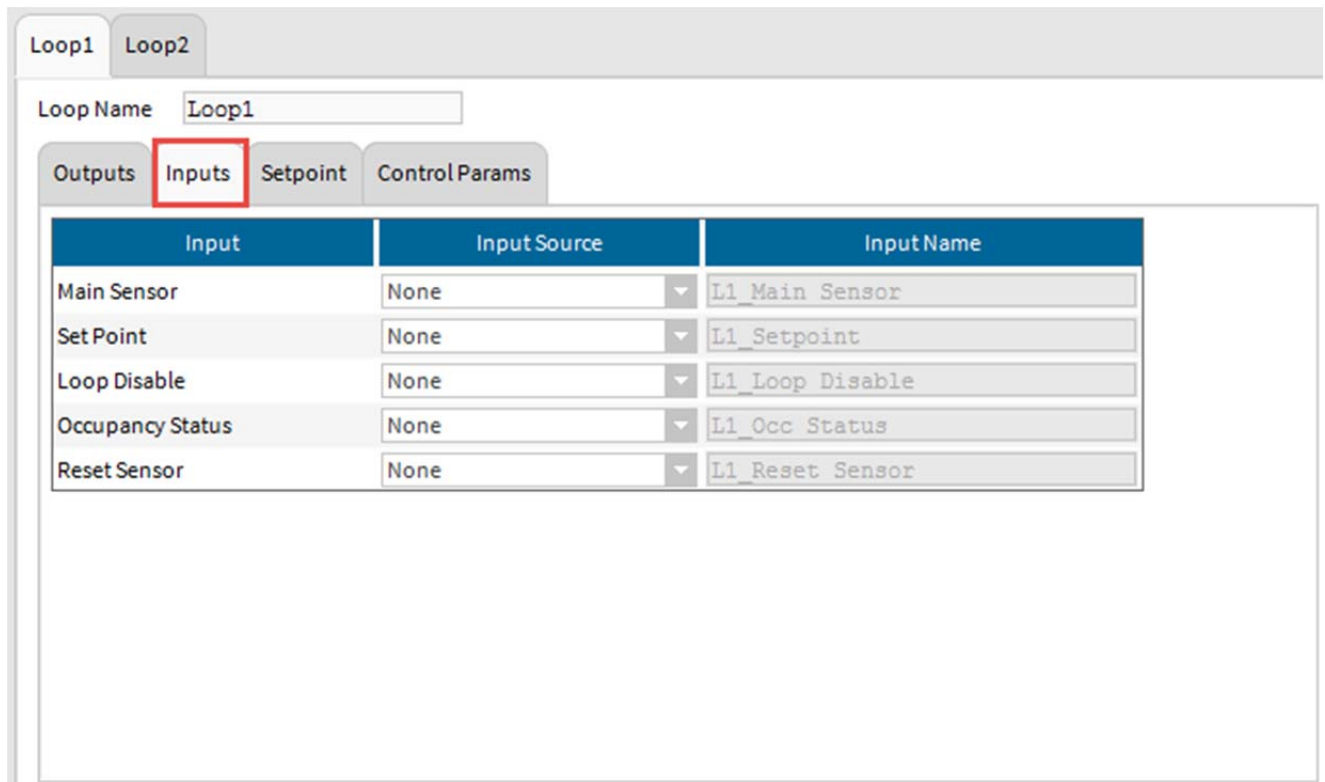 Loop1 Loop2
Loop Name Loop1
Outputs Inputs Setpoint Control Params
Input Input Source Input Name
Main Sensor None L1_Main Sensor
Set Point None L1_Setpoint
Loop Disable None L1_Loop Disable
Occupancy Status None L1_Occ Status
Reset Sensor None L1_Reset Sensor